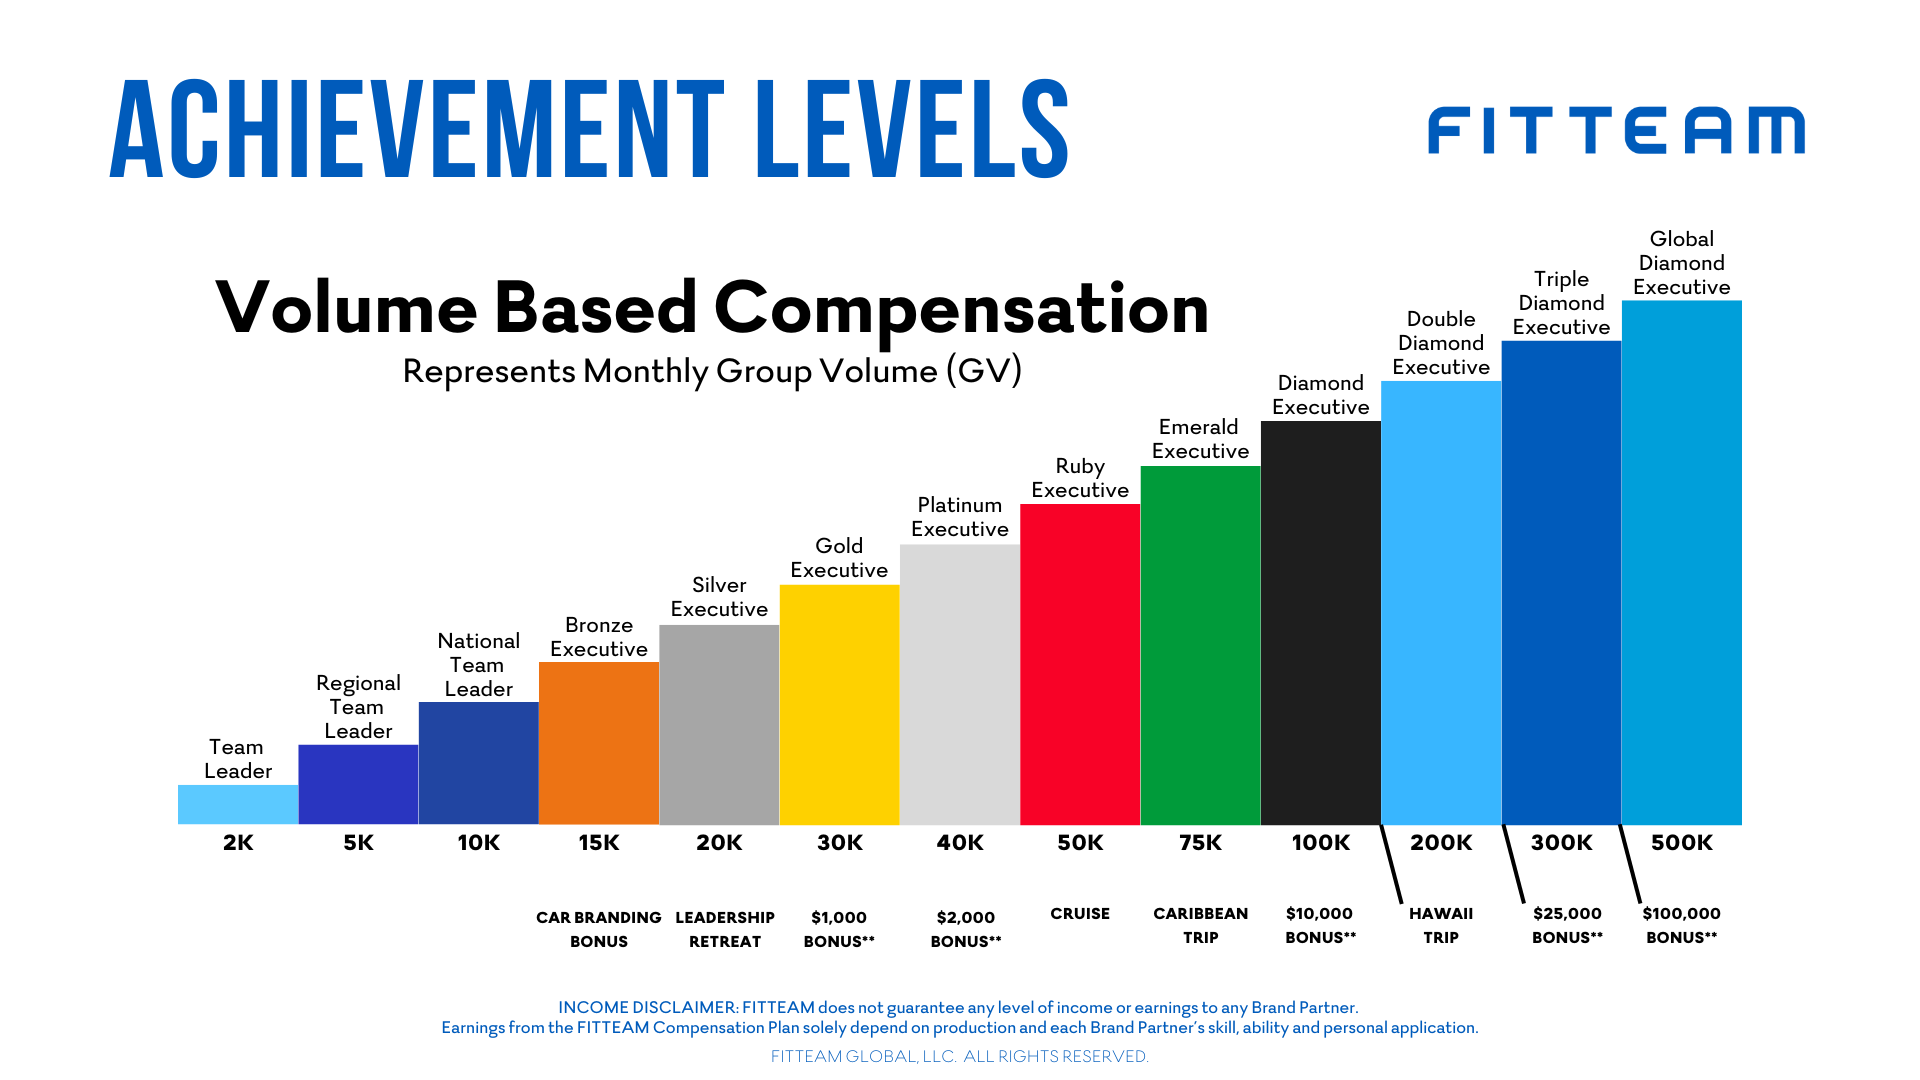 ACHIEVEMENT LEVELS
FITTEAM
Volume Based Compensation
Represents Monthly Group Volume (GV)
Team
Leader
Regional
Team
Leader
National
Team
Leader
Bronze
Executive
Silver
Executive
Gold
Executive
Platinum
Executive
Ruby
Executive
Emerald
Executive
Diamond
Executive
Double
Diamond
Executive
Triple
Diamond
Executive
Global
Diamond
Executive
2K
5K
10K
15K
20K
30K
40K
50K
75K
100K
200K
300K
500K
CAR BRANDING
BONUS
LEADERSHIP
RETREAT
$1,000
BONUS**
$2,000
BONUS**
CRUISE
CARIBBEAN
TRIP
$10,000
BONUS**
HAWAII
TRIP
$25,000
BONUS**
$100,000
BONUS**
INCOME DISCLAIMER: FITTEAM does not guarantee any level of income or earnings to any Brand Partner.
Earnings from the FITTEAM Compensation Plan solely depend on production and each Brand Partner's skill, ability and personal application.
FITTEAM GLOBAL, LLC. ALL RIGHTS RESERVED.